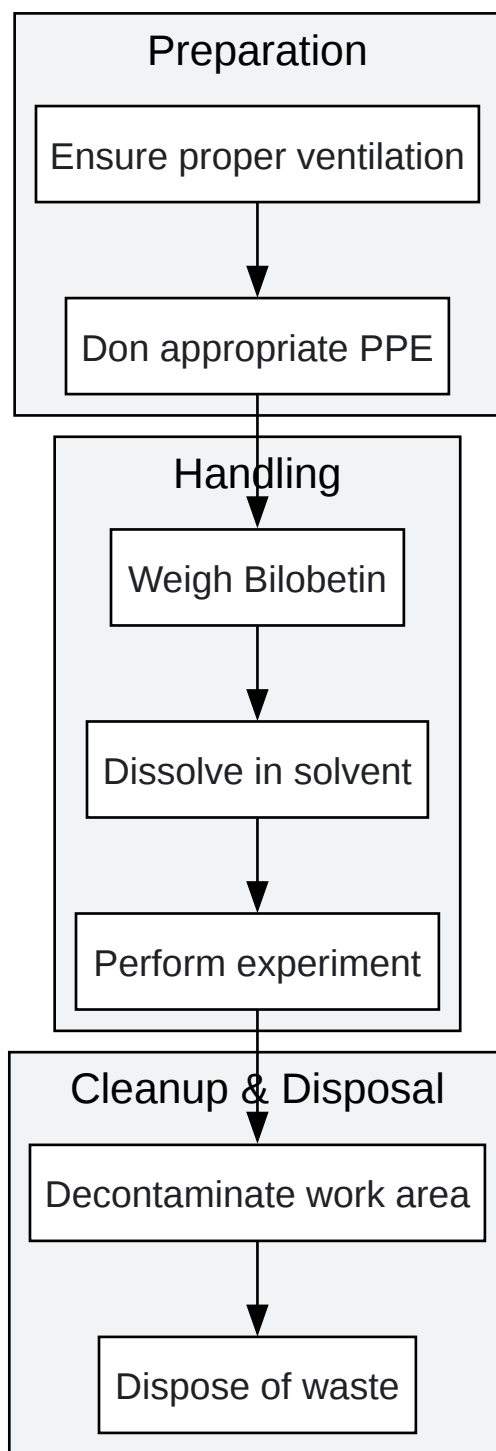 Preparation
Ensure proper ventilation
Don appropriate PPE
Handling
Weigh Bilobetin
Dissolve in solvent
Perform experiment
Cleanup & Disposal
Decontaminate work area
Dispose of waste